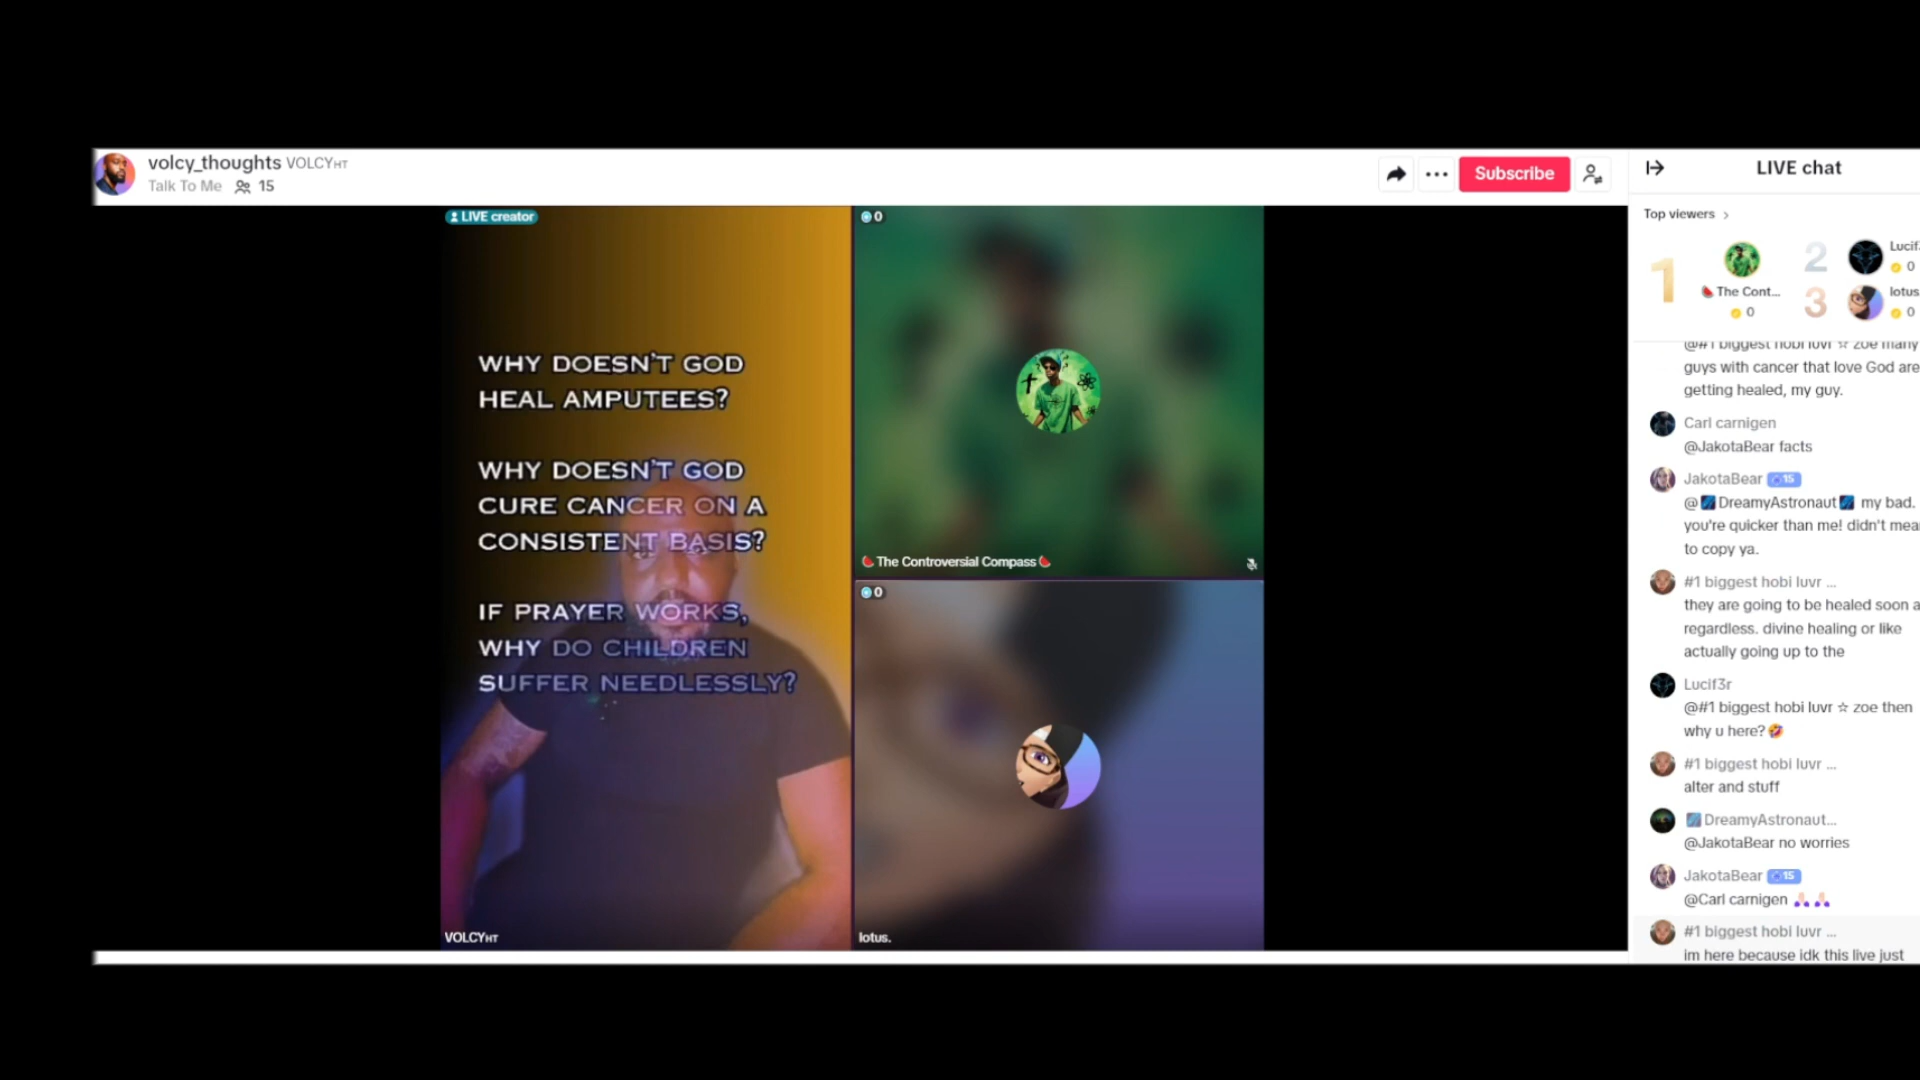 volcy_thoughts VOLCYHT
Talk To Me 15
Subscribe
LIVE chat
Top viewers
LIVE creator
WHY DOESN'T GOD
HEAL AMPUTEES?
WHY DOESN'T GOD
CURE CANCER ON A
CONSISTENT BASIS?
IF PRAYER WORKS,
WHY DO CHILDREN
SUFFER NEEDLESSLY?
VOLCYHT
0
The Controversial Compass
0
lotus.
1
The Cont...
0
2
Lucif
0
3
lotus
0
@#1 biggest hobi luvr ☆ zoe many
guys with cancer that love God are
getting healed, my guy.
Carl carnigen
@JakotaBear facts
JakotaBear 15
@DreamyAstronaut my bad.
you're quicker than me! didn't
to copy ya.
#1 biggest hobi luvr ...
they are going to be healed soon
regardless. divine healing or like
actually going up to the
Lucif3r
@#1 biggest hobi luvr ☆ zoe then
why u here?🤣
#1 biggest hobi luvr ...
alter and stuff
DreamyAstronaut...
@JakotaBear no worries
JakotaBear 15
@Carl carnigen
#1 biggest hobi luvr ...
im here because idk this live just